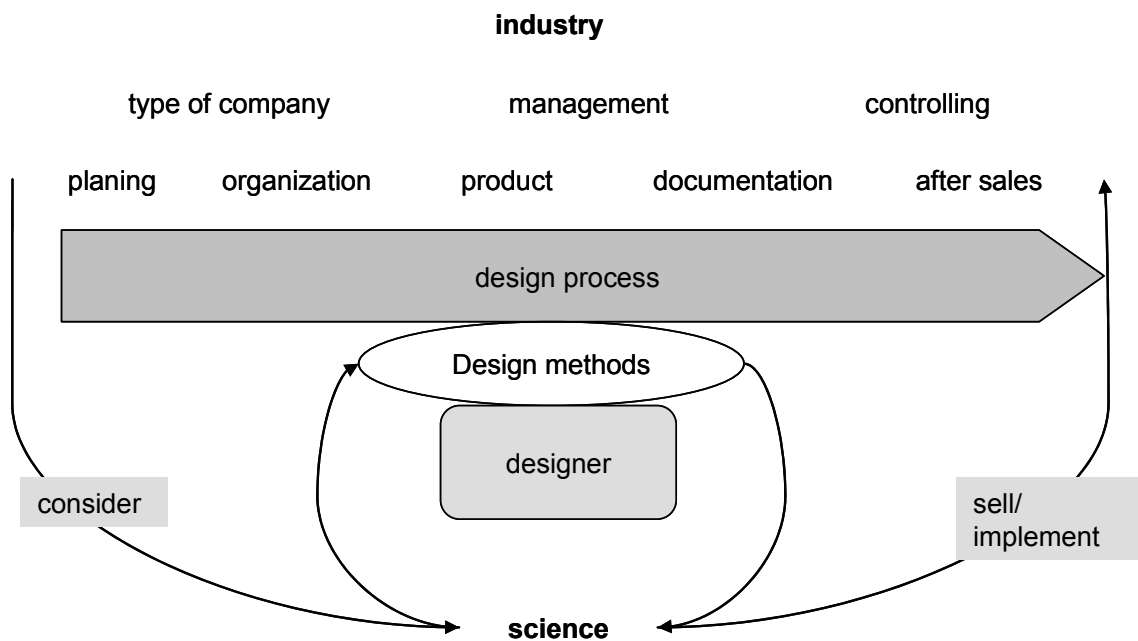 industry
type of company management controlling
planing organization product documentation after sales
design process
Design methods
designer
consider
sell/
implement
science